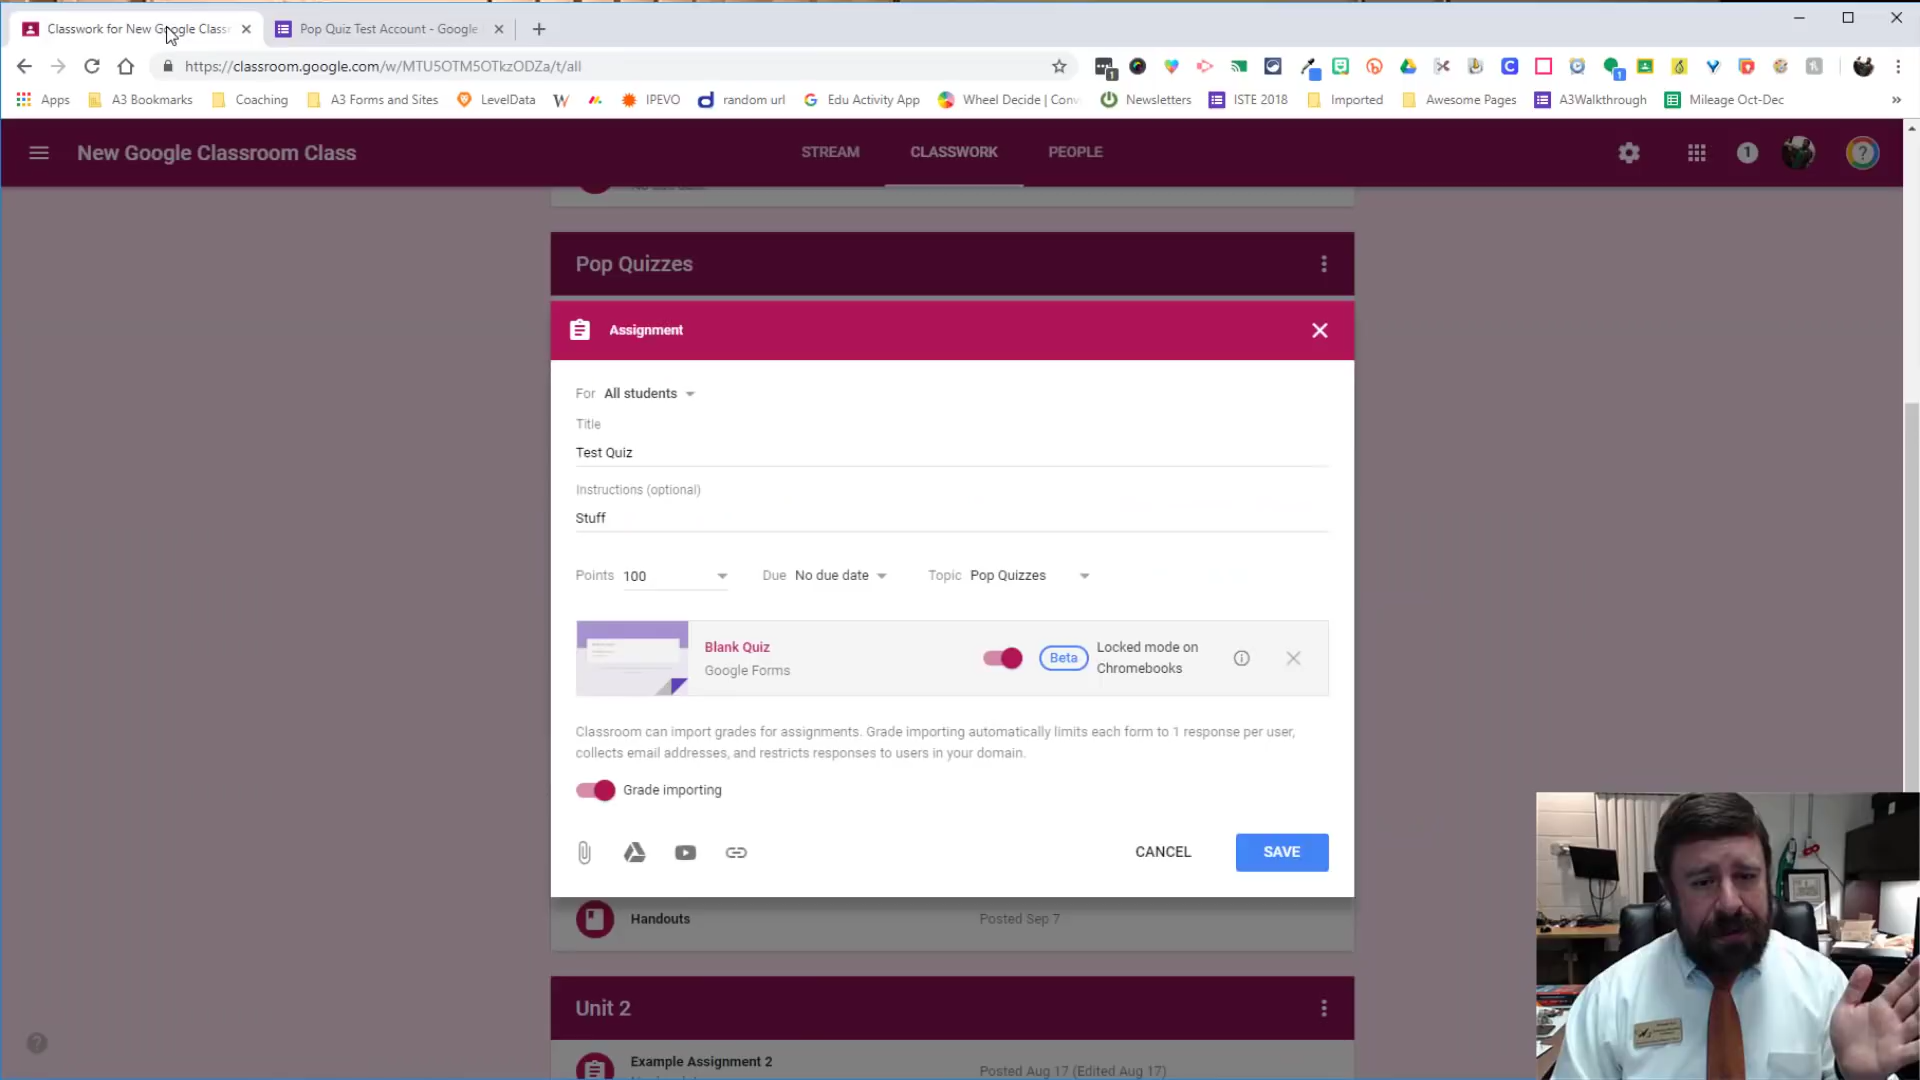 Classwork for New Google Classr
Pop Quiz Test Account - Google
https://classroom.google.com/w/MTU5OTM5OTkzODZa/t/all
Apps
A3 Bookmarks
Coaching
A3 Forms and Sites
LevelData
IPEVO
random url
Edu Activity App
Wheel Decide | Conv
Newsletters
ISTE 2018
Imported
Awesome Pages
A3Walkthrough
Mileage Oct-Dec
New Google Classroom Class
STREAM
CLASSWORK
PEOPLE
1
Pop Quizzes
Assignment
For All students
Title
Test Quiz
Instructions (optional)
Stuff
Points 100
Due No due date
Topic Pop Quizzes
Blank Quiz
Google Forms
Beta
Locked mode on
Chromebooks
Classroom can import grades for assignments. Grade importing automatically limits each form to 1 response per user,
collects email addresses, and restricts responses to users in your domain.
Grade importing
CANCEL
SAVE
Handouts
Posted Sep 7
Unit 2
Example Assignment 2
Posted Aug 17 (Edited Aug 17)